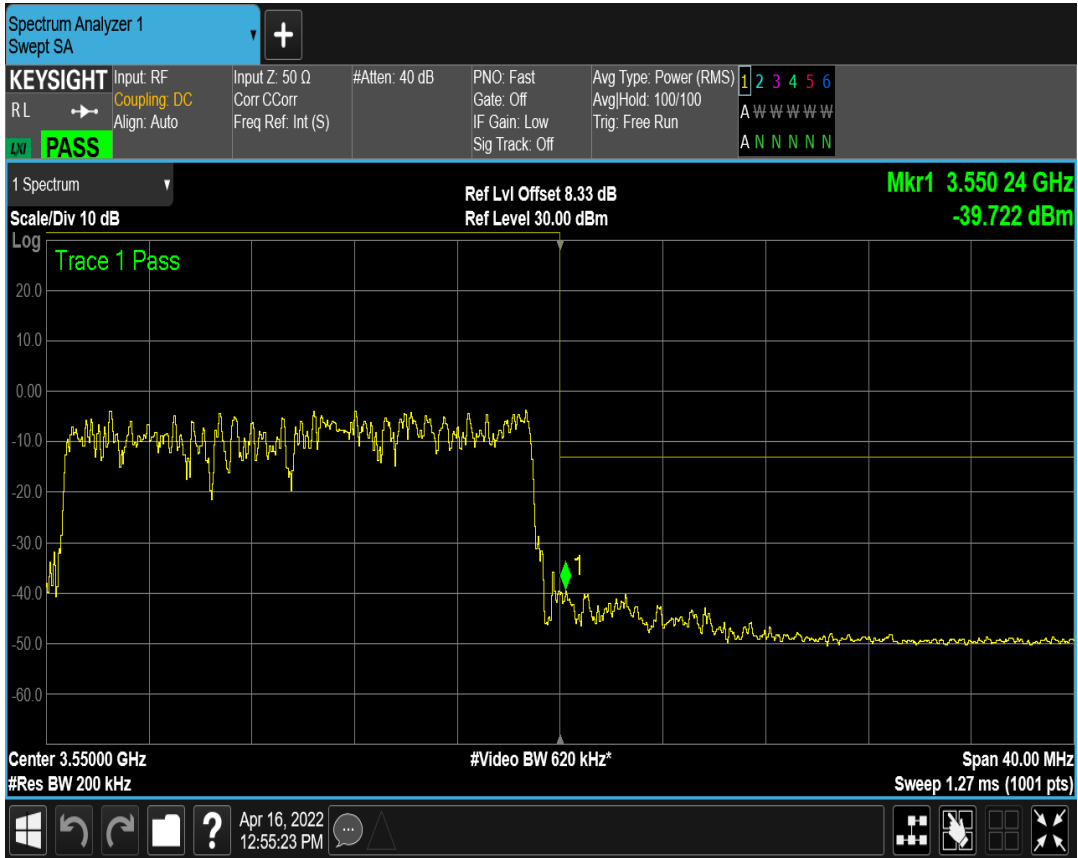 Spectrum Analyzer 1
Swept SA
+
KEYSIGHT
R L
LXI PASS
Input: RF
Coupling: DC
Align: Auto
Input Z: 50 Ω
Corr CCorr
Freq Ref: Int (S)
#Atten: 40 dB
PNO: Fast
Gate: Off
IF Gain: Low
Sig Track: Off
Avg Type: Power (RMS)
Avg|Hold: 100/100
Trig: Free Run
1 2 3 4 5 6
A W W W W W
A N N N N N
1 Spectrum
Scale/Div 10 dB
Log
Ref Lvl Offset 8.33 dB
Ref Level 30.00 dBm
Mkr1 3.550 24 GHz
-39.722 dBm
Trace 1 Pass
20.0
10.0
0.00
-10.0
-20.0
-30.0
-40.0
-50.0
-60.0
1
Center 3.55000 GHz
#Res BW 200 kHz
#Video BW 620 kHz*
Span 40.00 MHz
Sweep 1.27 ms (1001 pts)
?
Apr 16, 2022
12:55:23 PM